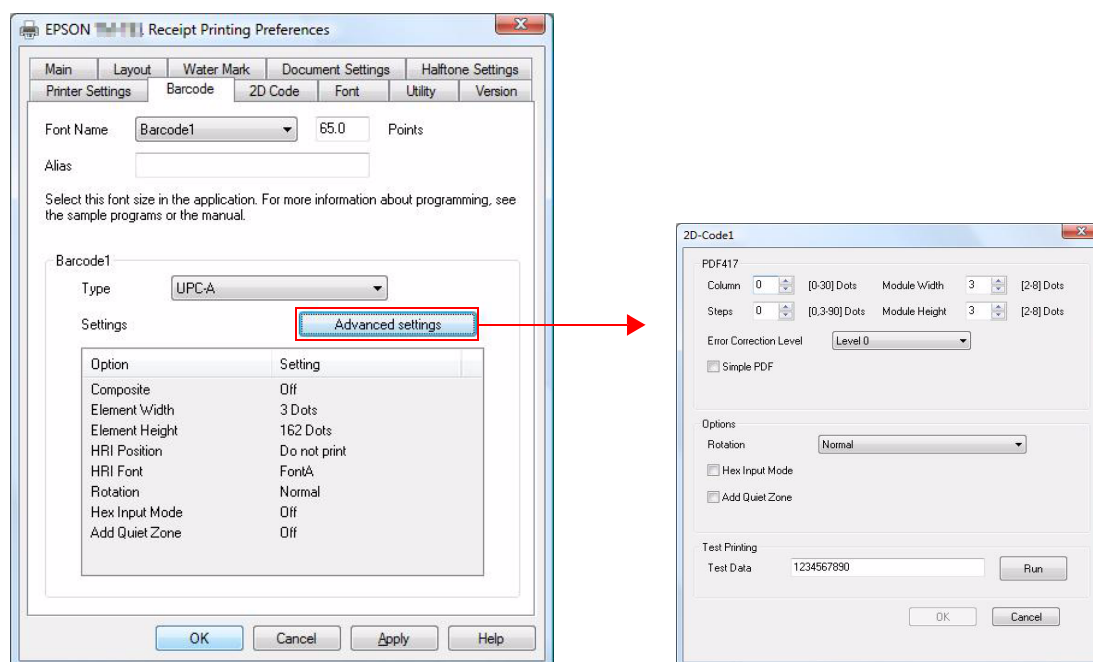 EPSON Receipt Printing Preferences
Main Layout Water Mark Document Settings Halftone Settings
Printer Settings Barcode 2D Code Font Utility Version
Font Name Barcode1 65.0 Points
Alias
Select this font size in the application. For more information about programming, see
the sample programs or the manual.
Barcode1
Type UPC-A
Settings Advanced settings
Option Setting
Composite Off
Element Width 3 Dots
Element Height 162 Dots
HRI Position Do not print
HRI Font FontA
Rotation Normal
Hex Input Mode Off
Add Quiet Zone Off
OK Cancel Apply Help
2D-Code1
PDF417
Column 0 [0-30] Dots Module Width 3 [2-8] Dots
Steps 0 [0,3-90] Dots Module Height 3 [2-8] Dots
Error Correction Level Level 0
Simple PDF
Options
Rotation Normal
Hex Input Mode
Add Quiet Zone
Test Printing
Test Data 1234567890 Run
OK Cancel